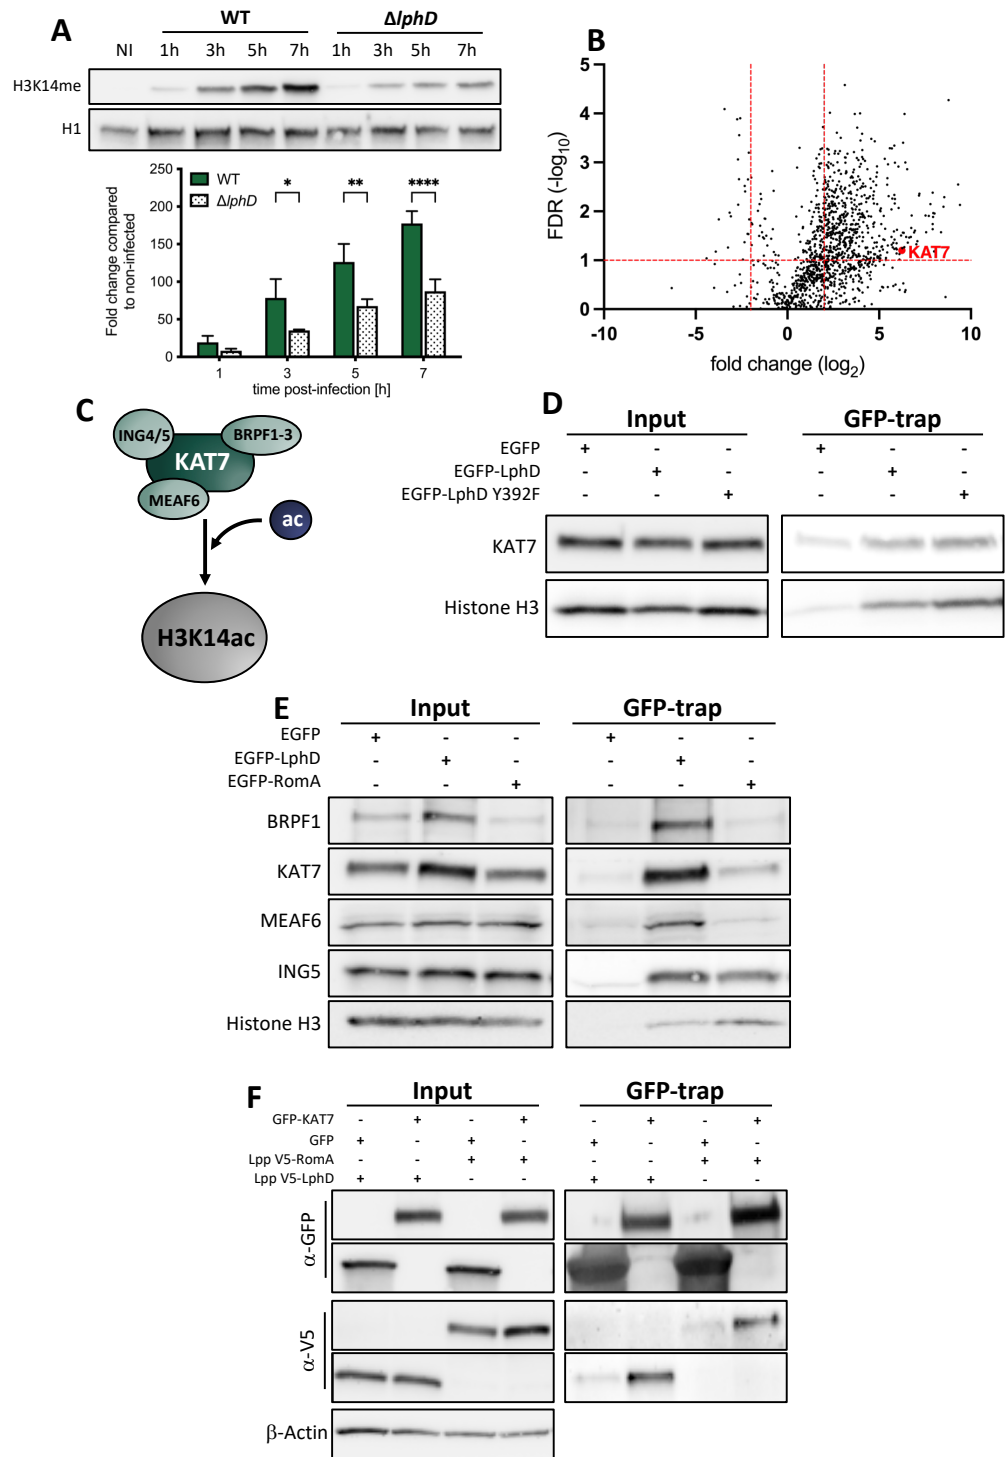 A
WT
ΔlphD
NI 1h 3h 5h 7h 1h 3h 5h 7h
H3K14me
H1
250
200
150
100
50
0
Fold change compared
to non-infected
WT
ΔlphD
* ** ****
1 3 5 7
time post-infection [h]
B
5
4
3
2
1
0
FDR (-log10)
KAT7
-10 -5 0 5 10
fold change (log2)
C
ING4/5
BRPF1-3
KAT7
MEAF6
ac
H3K14ac
D
Input GFP-trap
EGFP + - - + - -
EGFP-LphD - + - - + -
EGFP-LphD Y392F - - + - - +
KAT7
Histone H3
E
Input GFP-trap
EGFP + - - + - -
EGFP-LphD - + - - + -
EGFP-RomA - - + - - +
BRPF1
KAT7
MEAF6
ING5
Histone H3
F
Input GFP-trap
GFP-KAT7 - + - + - + - +
GFP + - + - + - + -
Lpp V5-RomA - - + + - - + +
Lpp V5-LphD + + - - + + - -
α-GFP
α-V5
β-Actin